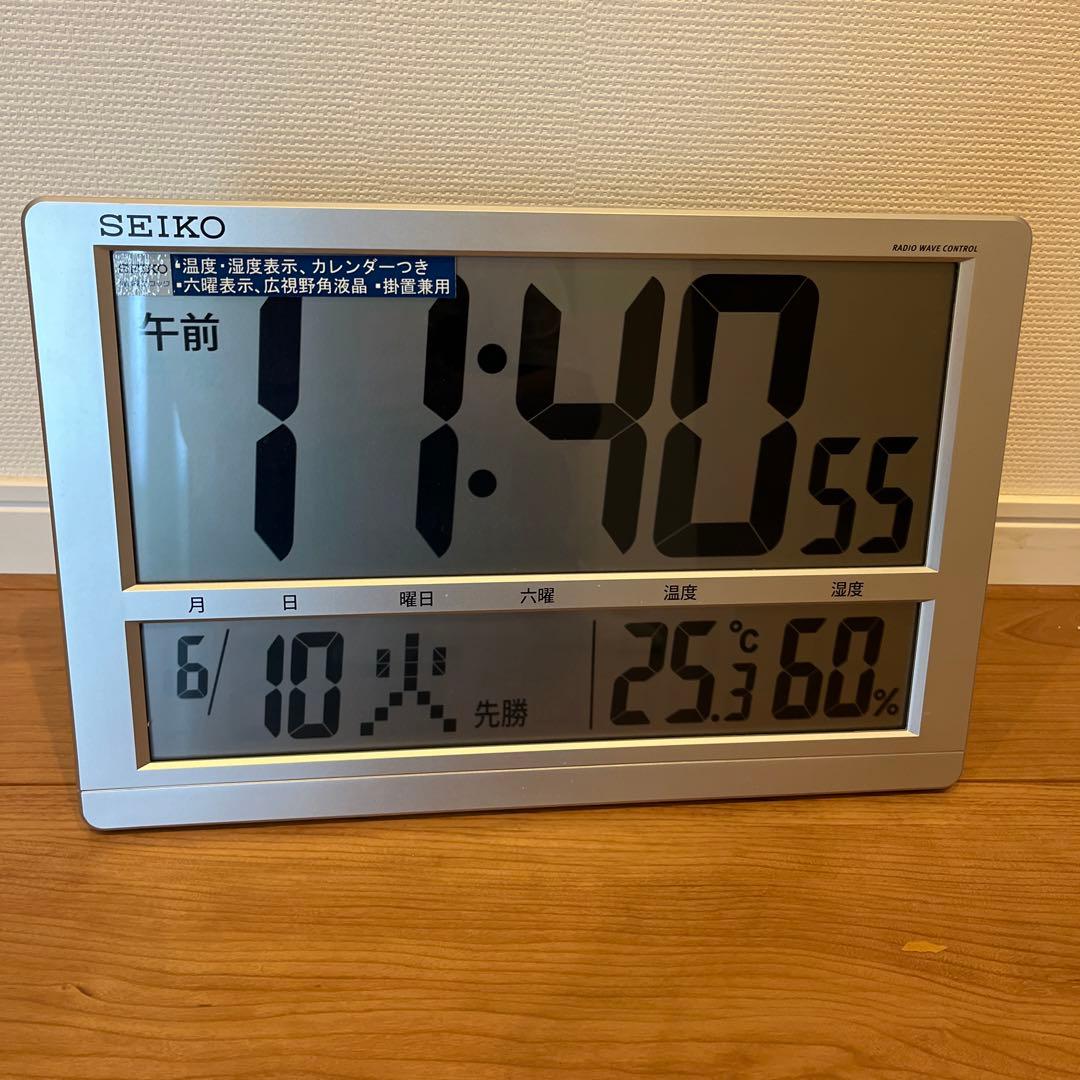 SEIKO
RADIO WAVE CONTROL
SEIKO
・温度・湿度表示、カレンダーつき
・六曜表示、広視野角液晶 ・掛置兼用
午前
11:40 55
月 日 曜日 六曜 温度 湿度
6/10 火 先勝 25.3℃ 60%